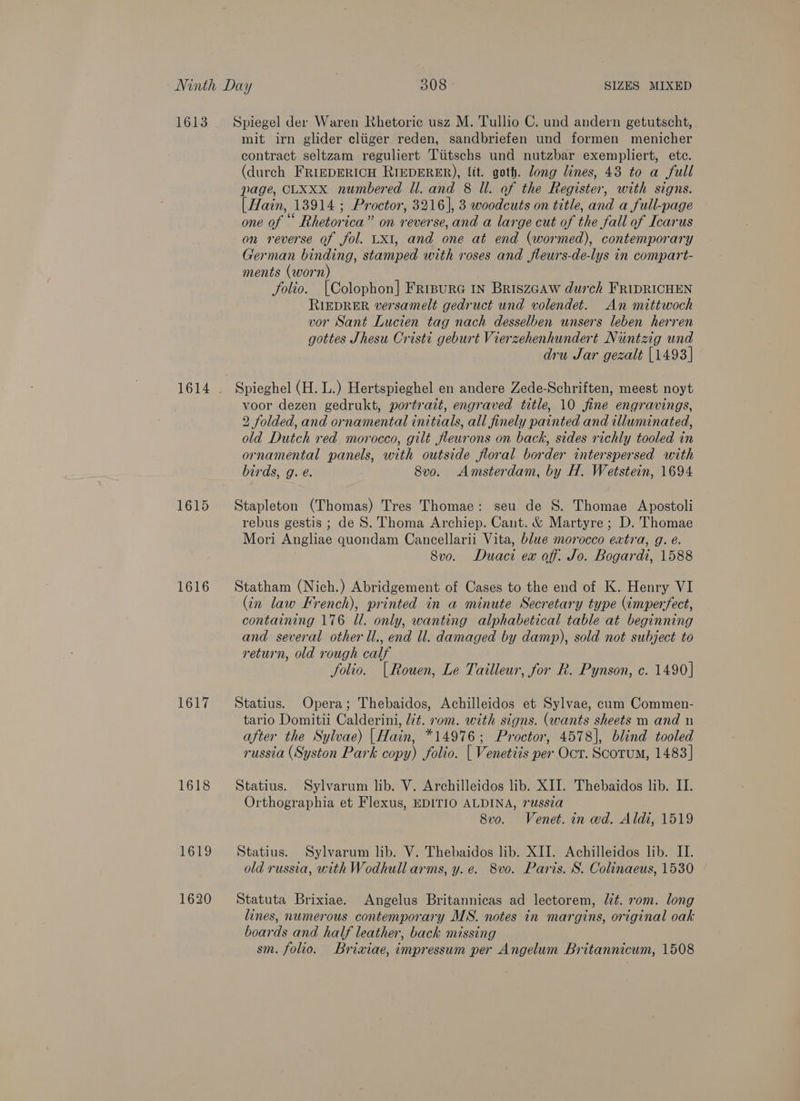 Ninth Day 308 SIZES MIXED
1613 Spiegel der Waren Rhetoric usz M. Tullio C. und andern getutscht,
mit irn glider clüger reden, sandbriefen und formen menicher
contract seltzam reguliert Tütschs und nutzbar exempliert, etc.
(durch FRIEDERICH RIEDERER), lit. goth. long lines, 43 to a full
page, CLXXX numbered ll. and 8 ll. of the Register, with signs.
[Hain, 13914; Proctor, 3216], 3 woodcuts on title, and a full-page
one of "Rhetorica" on reverse, and a large cut of the fall of Icarus
on reverse of fol. LXI, and one at end (wormed), contemporary
German binding, stamped with roses and fleurs-de-lys in compart-
ments (worn)
folio. [Colophon] FRIBURG IN BRISZGAW durch FRIDRICHEN
RIEDRER versamelt gedruct und volendet. An mittwoch
vor Sant Lucien tag nach desselben unsers leben herren
gottes Jhesu Cristi geburt Vierzehenhundert Nüntzig und
dru Jar gezalt [1493]
1614 Spieghel (H. L.) Hertspieghel en andere Zede-Schriften, meest noyt
voor dezen gedrukt, portrait, engraved title, 10 fine engravings,
2 folded, and ornamental initials, all finely painted and illuminated,
old Dutch red morocco, gilt fleurons on back, sides richly tooled in
ornamental panels, with outside floral border interspersed with
birds, g. e. 8vo. Amsterdam, by H. Wetstein, 1694
1615 Stapleton (Thomas) Tres Thomae: seu de S. Thomae Apostoli
rebus gestis; de S. Thoma Archiep. Cant. & Martyre; D. Thomae
Mori Angliae quondam Cancellarii Vita, blue morocco extra, g. e.
8vo. Duaci ex off. Jo. Bogardi, 1588
1616 Statham (Nich.) Abridgement of Cases to the end of K. Henry VI
(in law French), printed in a minute Secretary type (imperfect,
containing 176 ll. only, wanting alphabetical table at beginning
and several other ll., end ll. damaged by damp), sold not subject to
return, old rough calf
folio. [Rouen, Le Tailleur, for R. Pynson, c. 1490]
1617 Statius. Opera; Thebaidos, Achilleidos et Sylvae, cum Commen-
tario Domitii Calderini, lit. rom. with signs. (wants sheets m and n
after the Sylvae) [Hain, *14976; Proctor, 4578], blind tooled
russia (Syston Park copy) folio. [Venetiis per OCT. SCOTUM, 1483]
1618 Statius. Sylvarum lib. V. Archilleidos lib. XII. Thebaidos lib. II.
Orthographia et Flexus, EDITIO ALDINA, russia
8vo. Venet. in æd. Aldi, 1519
1619 Statius. Sylvarum lib. V. Thebaidos lib. XII. Achilleidos lib. II.
old russia, with Wodhull arms, y. e. 8vo. Paris. S. Colinaeus, 1530
1620 Statuta Brixiae. Angelus Britannicas ad lectorem, lit. rom. long
lines, numerous contemporary MS. notes in margins, original oak
boards and half leather, back missing
sm. folio. Brixiae, impressum per Angelum Britannicum, 1508